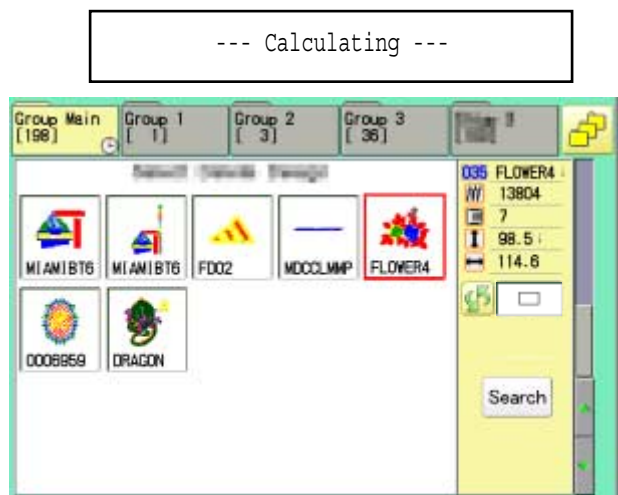 --- Calculating ---
Group Main
[198]
Group 1
[ 1]
Group 2
[ 3]
Group 3
[ 36]
035 FLOWER4
13804
7
98.5
114.6
MIAMIBT6
MIAMIBT6
FD02
MDCCLMMP
FLOWER4
0006959
DRAGON
Search